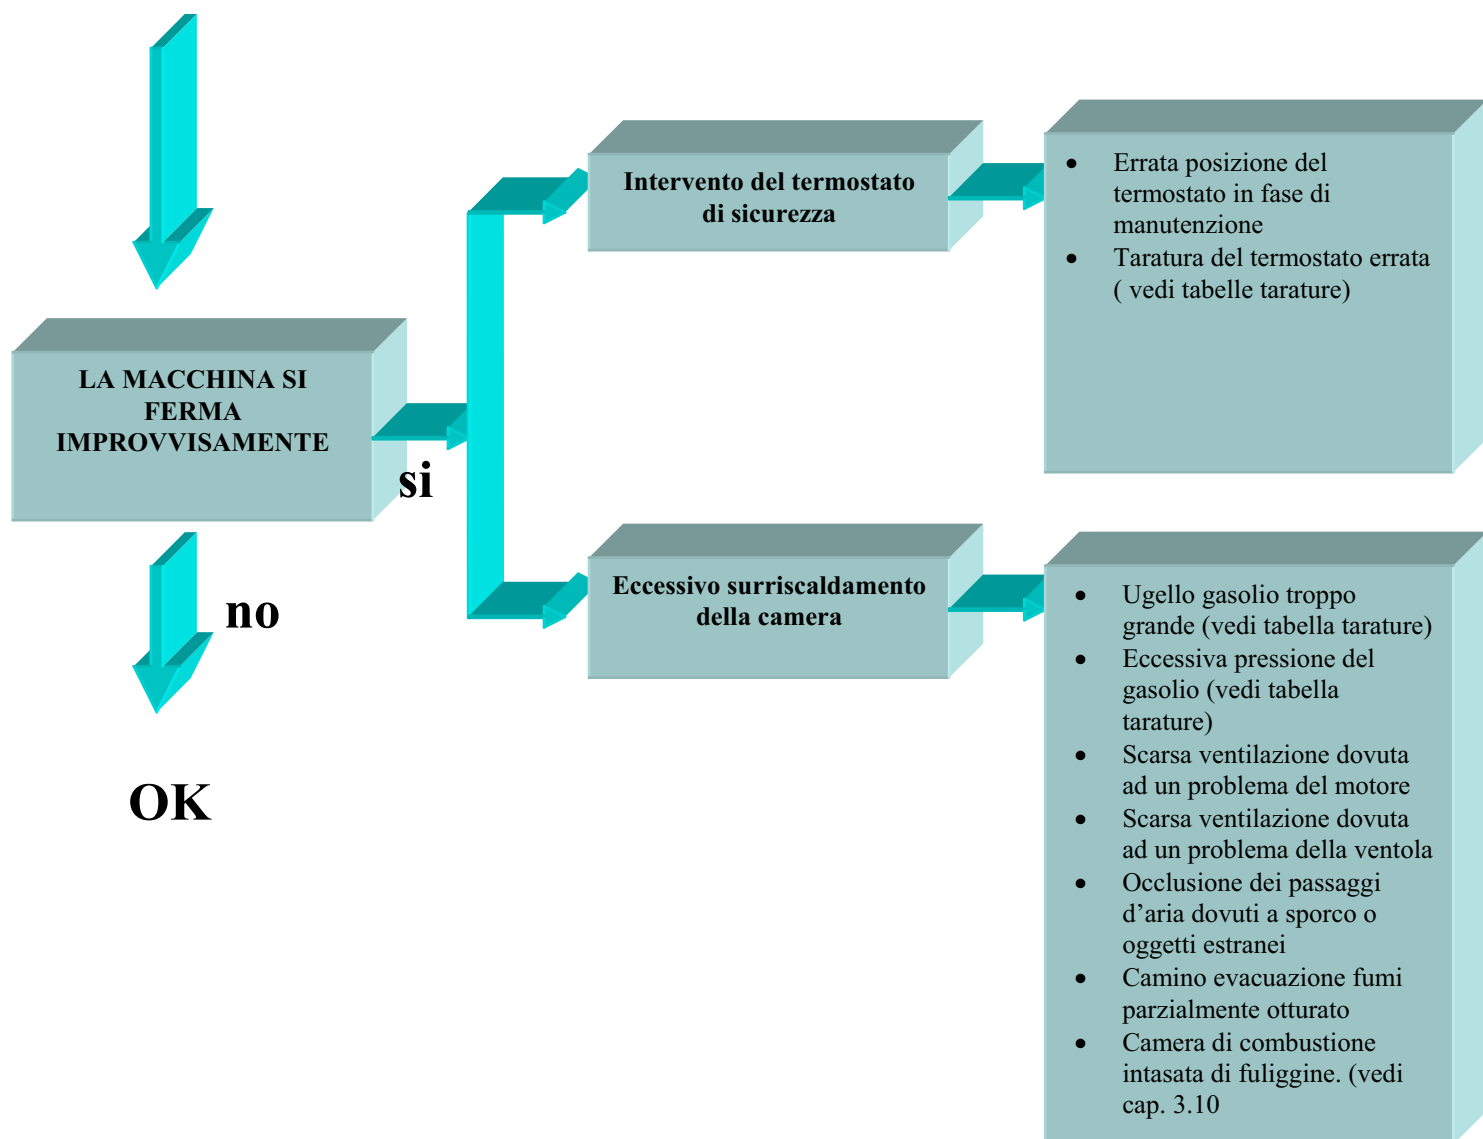 LA MACCHINA SI
FERMA
IMPROVVISAMENTE
si
no
OK
Intervento del termostato
di sicurezza
• Errata posizione del
termostato in fase di
manutenzione
• Taratura del termostato errata
( vedi tabelle tarature)
Eccessivo surriscaldamento
della camera
• Ugello gasolio troppo
grande (vedi tabella tarature)
• Eccessiva pressione del
gasolio (vedi tabella
tarature)
• Scarsa ventilazione dovuta
ad un problema del motore
• Scarsa ventilazione dovuta
ad un problema della ventola
• Occlusione dei passaggi
d’aria dovuti a sporco o
oggetti estranei
• Camino evacuazione fumi
parzialmente otturato
• Camera di combustione
intasata di fuliggine. (vedi
cap. 3.10